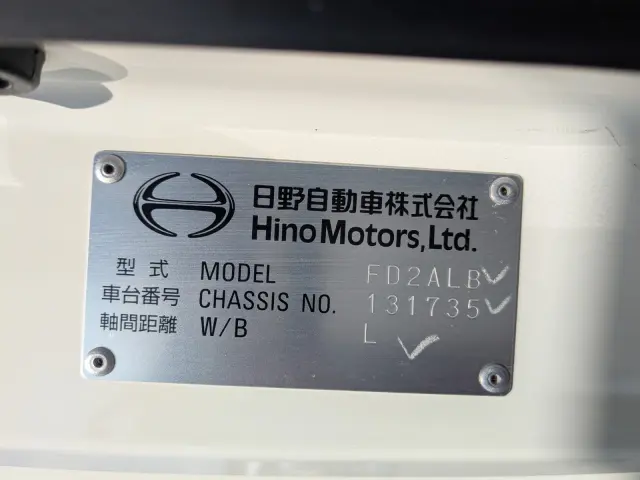 日野自動車株式会社
Hino Motors, Ltd.
型式 MODEL FD2ALB
車台番号 CHASSIS NO. 131735
軸間距離 W/B L